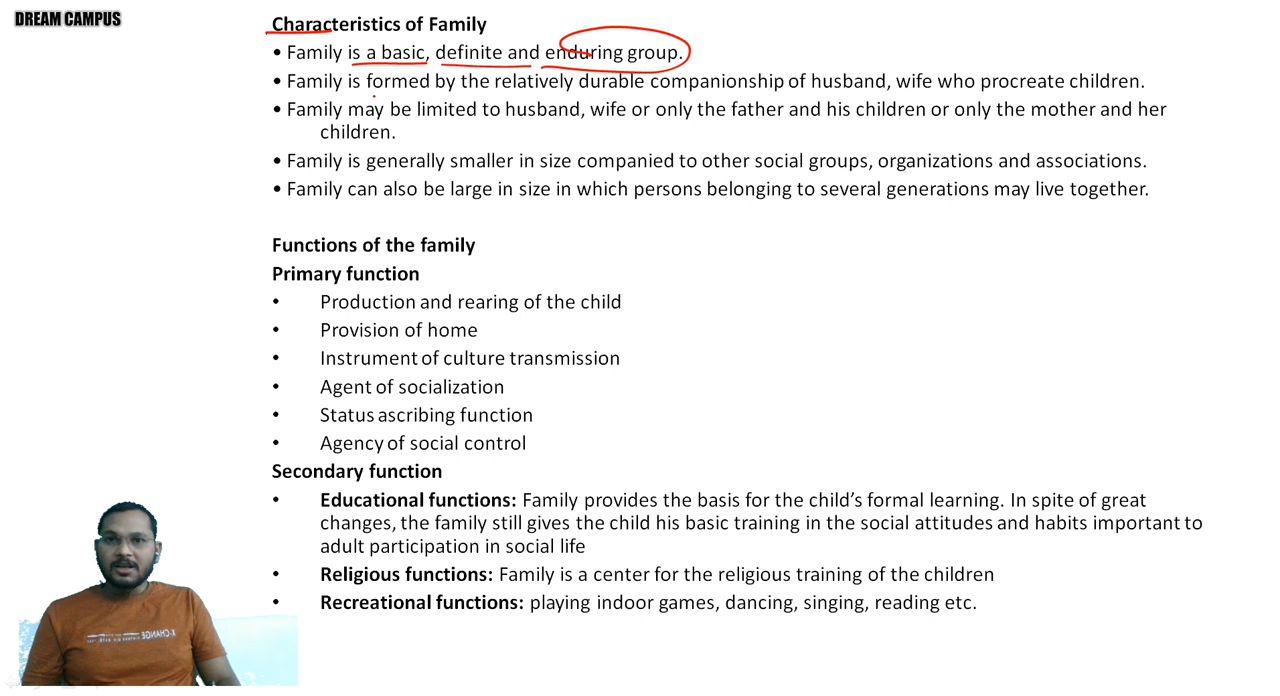 DREAM CAMPUS
Characteristics of Family
• Family is a basic, definite and enduring group.
• Family is formed by the relatively durable companionship of husband, wife who procreate children.
• Family may be limited to husband, wife or only the father and his children or only the mother and her
children.
• Family is generally smaller in size companied to other social groups, organizations and associations.
• Family can also be large in size in which persons belonging to several generations may live together.
Functions of the family
Primary function
• Production and rearing of the child
• Provision of home
• Instrument of culture transmission
• Agent of socialization
• Status ascribing function
• Agency of social control
Secondary function
• Educational functions: Family provides the basis for the child’s formal learning. In spite of great
changes, the family still gives the child his basic training in the social attitudes and habits important to
adult participation in social life
• Religious functions: Family is a center for the religious training of the children
• Recreational functions: playing indoor games, dancing, singing, reading etc.
X-CHANGE